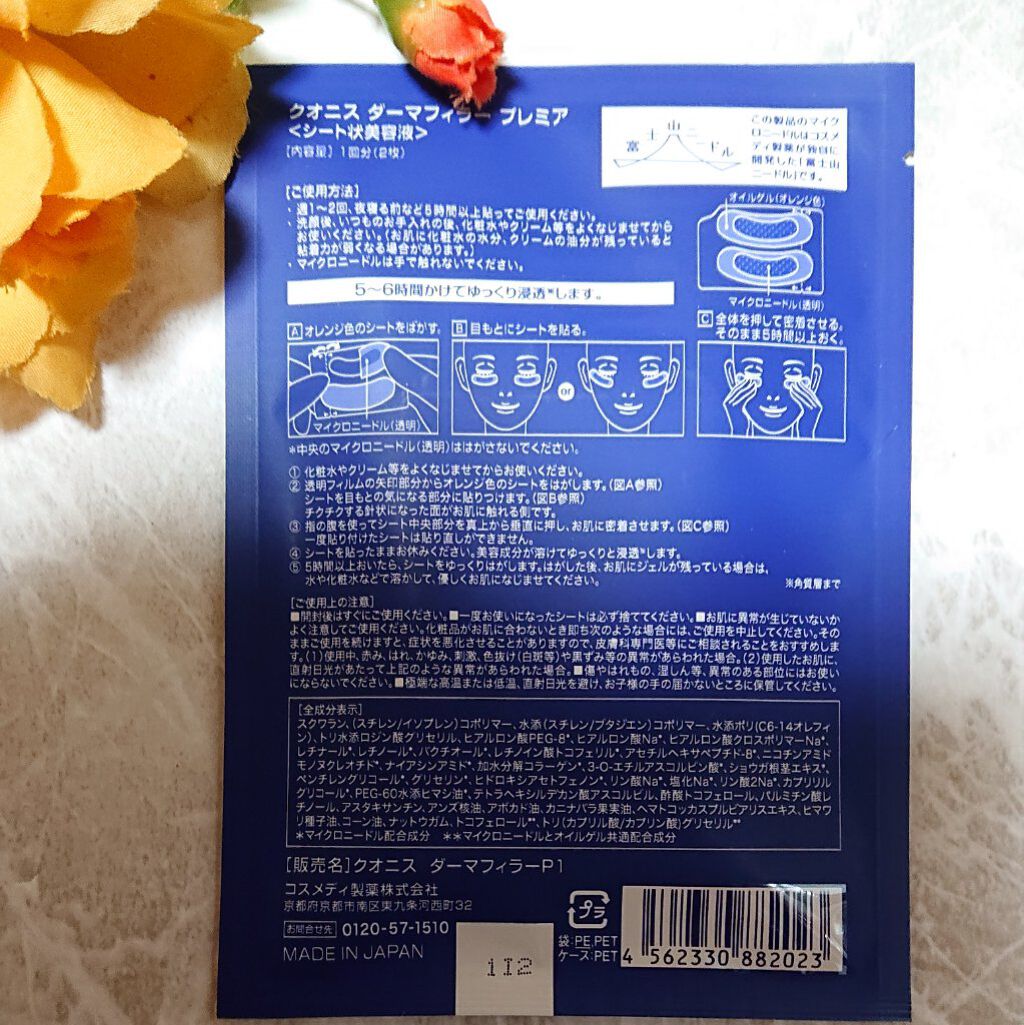 クオニス ダーマフィラー プレミア
＜シート状美容液＞
[内容量] 1回分(2枚)
富士山ニードル
この製品のマイク
ロニードルはコスメ
ディ製薬が独自に
開発した「富士山
ニードル」です。
[ご使用方法]
・週1〜2回、夜寝る前など5時間以上貼ってご使用ください。
・洗顔後、いつものお手入れの後、化粧水やクリーム等をよくなじませてから
お使いください。(お肌に化粧水の水分、クリームの油分が残っていると
粘着力が弱くなる場合があります。)
・マイクロニードルは手で触れないでください。
オイルゲル(オレンジ色)
マイクロニードル(透明)
5〜6時間かけてゆっくり浸透*します。
A オレンジ色のシートをはがす。
マイクロニードル(透明)
B 目もとにシートを貼る。
or
C 全体を押して密着させる。
そのまま5時間以上おく。
*中央のマイクロニードル(透明)ははがさないでください。
① 化粧水やクリーム等をよくなじませてからお使いください。
② 透明フィルムの矢印部分からオレンジ色のシートをはがします。(図A参照)
シートを目もとの気になる部分に貼りつけます。(図B参照)
チクチクする針状になった面がお肌に触れる側です。
③ 指の腹を使ってシート中央部分を真上から垂直に押し、お肌に密着させます。(図C参照)
一度貼り付けたシートは貼り直しができません。
④ シートを貼ったままお休みください。美容成分が溶けてゆっくりと浸透*します。
⑤ 5時間以上おいたら、シートをゆっくりはがします。はがした後、お肌にジェルが残っている場合は、
水や化粧水などで溶かして、優しくお肌になじませてください。
※角質層まで
[ご使用上の注意]
■開封後はすぐにご使用ください。■一度お使いになったシートは必ず捨ててください。■お肌に異常が生じていないか
よく注意してご使用ください。化粧品がお肌に合わないとき即ち次のような場合には、ご使用を中止してください。その
ままご使用を続けますと、症状を悪化させることがありますので、皮膚科専門医等にご相談されることをおすすめしま
す。(1)使用中、赤み、はれ、かゆみ、刺激、色抜け(白斑等)や黒ずみ等の異常があらわれた場合。(2)使用したお肌に、
直射日光があたって上記のような異常があらわれた場合。■傷やはれもの、湿しん等、異常のある部位にはお使い
にならないでください。■極端な高温または低温、直射日光を避け、お子様の手の届かないところに保管してください。
[全成分表示]
スクワラン、(スチレン/イソプレン)コポリマー、水添(スチレン/ブタジエン)コポリマー、水添ポリ(C6-14オレフィ
ン)、トリ水添ロジン酸グリセリル、ヒアルロン酸PEG-8*、ヒアルロン酸Na*、ヒアルロン酸クロスポリマーNa*、
レチナール*、レチノール*、バクチオール*、レチノイン酸トコフェリル*、アセチルヘキサペプチド-8*、ニコチンアミド
モノヌクレオチド*、ナイアシンアミド*、加水分解コラーゲン*、3-O-エチルアスコルビン酸*、ショウガ根茎エキス*、
ペンチレングリコール*、グリセリン*、ヒドロキシアセトフェノン*、リン酸Na*、塩化Na*、リン酸2Na*、カプリリル
グリコール*、PEG-60水添ヒマシ油*、テトラヘキシルデカン酸アスコルビル、酢酸トコフェロール、パルミチン酸レ
チノール、アスタキサンチン、アンズ核油、アボカド油、カニナバラ果実油、ヘマトコッカスプルビアリスエキス、ヒマワ
リ種子油、コーン油、ナットウガム、トコフェロール**、トリ(カプリル酸/カプリン酸)グリセリル**
*マイクロニードル配合成分 **マイクロニードルとオイルゲル共通配合成分
[販売名]クオニス ダーマフィラーP1
コスメディ製薬株式会社
京都府京都市南区東九条河西町32
お問合せ先 0120-57-1510
MADE IN JAPAN
1I2
プラ
袋:PE,PET
ケース:PET
4 562330 882023